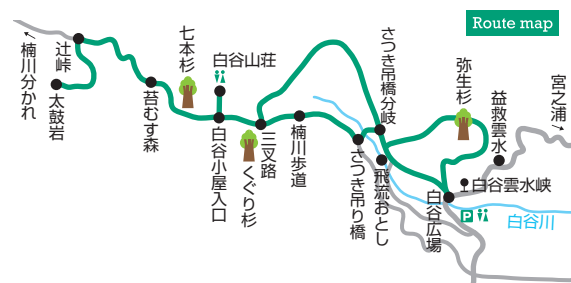 Route map
楠川分かれ
辻峠
太鼓岩
苔むす森
七本杉
白谷山荘
白谷小屋入口
三叉路
くぐり杉
楠川歩道
さつき吊り橋
さつき吊橋分岐
飛流おとし
弥生杉
益救雲水
宮之浦
白谷雲水峡
白谷広場
P
白谷川